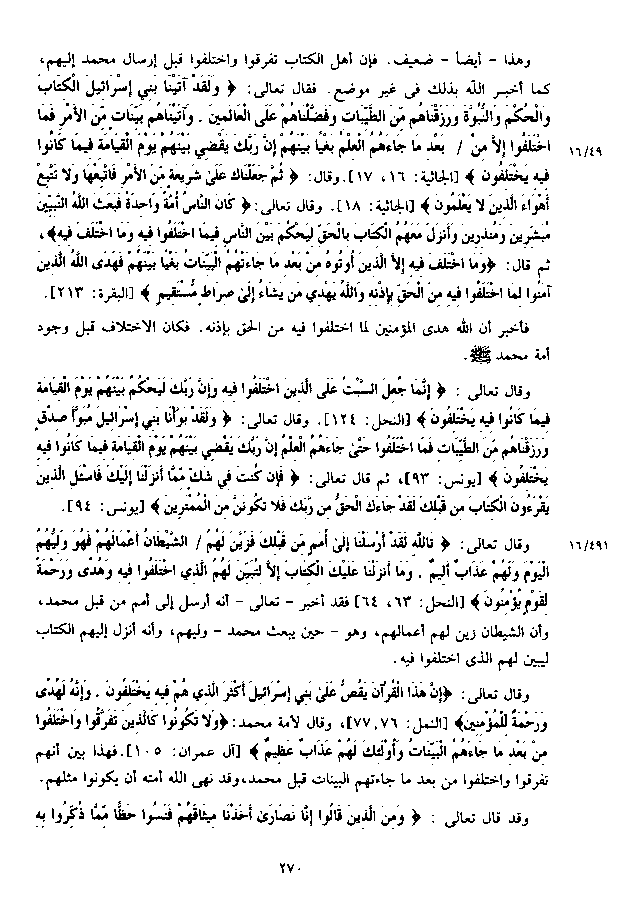 وهذا - أيضاً - ضعيف. فإن أهل الكتاب تفرقوا واختلفوا قبل إرسال محمد إليهم،
كما أخبر الله بذلك فى غير موضع. فقال تعالى: ﴿ وَلَقَدْ آتَيْنَا بَنِي إِسْرَائِيلَ الْكِتَابَ
وَالْحُكْمَ وَالنُّبُوَّةَ وَرَزَقْنَاهُم مِّنَ الطَّيِّبَاتِ وَفَضَّلْنَاهُمْ عَلَى الْعَالَمِينَ . وَآتَيْنَاهُم بَيِّنَاتٍ مِّنَ الأَمْرِ فَمَا
١٦/٤٩ اخْتَلَفُوا إِلاَّ مِنْ / بَعْدِ مَا جَاءَهُمُ الْعِلْمُ بَغْيًا بَيْنَهُمْ إِنَّ رَبَّكَ يَقْضِي بَيْنَهُمْ يَوْمَ الْقِيَامَةِ فِيمَا كَانُوا
فِيهِ يَخْتَلِفُونَ ﴾ [الجاثية: ١٦، ١٧]. وقال: ﴿ ثُمَّ جَعَلْنَاكَ عَلَىٰ شَرِيعَةٍ مِّنَ الأَمْرِ فَاتَّبِعْهَا وَلا تَتَّبِعْ
أَهْوَاءَ الَّذِينَ لا يَعْلَمُونَ ﴾ [الجاثية: ١٨]. وقال تعالى: ﴿ كَانَ النَّاسُ أُمَّةً وَاحِدَةً فَبَعَثَ اللَّهُ النَّبِيِّينَ
مُبَشِّرِينَ وَمُنذِرِينَ وَأَنزَلَ مَعَهُمُ الْكِتَابَ بِالْحَقِّ لِيَحْكُمَ بَيْنَ النَّاسِ فِيمَا اخْتَلَفُوا فِيهِ وَمَا اخْتَلَفَ فِيهِ﴾،
ثم قال: ﴿وَمَا اخْتَلَفَ فِيهِ إِلاَّ الَّذِينَ أُوتُوهُ مِنْ بَعْدِ مَا جَاءَتْهُمُ الْبَيِّنَاتُ بَغْيًا بَيْنَهُمْ فَهَدَى اللَّهُ الَّذِينَ
آمَنُوا لِمَا اخْتَلَفُوا فِيهِ مِنَ الْحَقِّ بِإِذْنِهِ وَاللَّهُ يَهْدِي مَن يَشَاءُ إِلَىٰ صِرَاطٍ مُّسْتَقِيمٍ ﴾ [البقرة: ٢١٣].
فأخبر أن الله هدى المؤمنين لما اختلفوا فيه من الحق بإذنه. فكان الاختلاف قبل وجود
أمة محمد ﷺ.
وقال تعالى : ﴿ إِنَّمَا جُعِلَ السَّبْتُ عَلَى الَّذِينَ اخْتَلَفُوا فِيهِ وَإِنَّ رَبَّكَ لَيَحْكُمُ بَيْنَهُمْ يَوْمَ الْقِيَامَةِ
فِيمَا كَانُوا فِيهِ يَخْتَلِفُونَ ﴾ [النحل: ١٢٤]. وقال تعالى: ﴿ وَلَقَدْ بَوَّأْنَا بَنِي إِسْرَائِيلَ مُبَوَّأَ صِدْقٍ
وَرَزَقْنَاهُم مِّنَ الطَّيِّبَاتِ فَمَا اخْتَلَفُوا حَتَّىٰ جَاءَهُمُ الْعِلْمُ إِنَّ رَبَّكَ يَقْضِي بَيْنَهُمْ يَوْمَ الْقِيَامَةِ فِيمَا كَانُوا فِيهِ
يَخْتَلِفُونَ ﴾ [يونس: ٩٣]، ثم قال تعالى: ﴿ فَإِن كُنتَ فِي شَكٍّ مِّمَّا أَنزَلْنَا إِلَيْكَ فَاسْئَلِ الَّذِينَ
يَقْرَءُونَ الْكِتَابَ مِن قَبْلِكَ لَقَدْ جَاءَكَ الْحَقُّ مِن رَّبِّكَ فَلا تَكُونَنَّ مِنَ الْمُمْتَرِينَ ﴾ [يونس: ٩٤].
١٦/٤٩١ وقال تعالى: ﴿ تَاللَّهِ لَقَدْ أَرْسَلْنَا إِلَىٰ أُمَمٍ مِّن قَبْلِكَ فَزَيَّنَ لَهُمُ / الشَّيْطَانُ أَعْمَالَهُمْ فَهُوَ وَلِيُّهُمُ
الْيَوْمَ وَلَهُمْ عَذَابٌ أَلِيمٌ . وَمَا أَنزَلْنَا عَلَيْكَ الْكِتَابَ إِلاَّ لِتُبَيِّنَ لَهُمُ الَّذِي اخْتَلَفُوا فِيهِ وَهُدًى وَرَحْمَةً
لِّقَوْمٍ يُؤْمِنُونَ ﴾ [النحل: ٦٣، ٦٤] فقد أخبر - تعالى - أنه أرسل إلى أمم من قبل محمد،
وأن الشيطان زين لهم أعمالهم، وهو - حين يبعث محمد - وليهم، وأنه أنزل إليهم الكتاب
ليبين لهم الذى اختلفوا فيه.
وقال تعالى: ﴿إِنَّ هَذَا الْقُرْآنَ يَقُصُّ عَلَىٰ بَنِي إِسْرَائِيلَ أَكْثَرَ الَّذِي هُمْ فِيهِ يَخْتَلِفُونَ . وَإِنَّهُ لَهُدًى
وَرَحْمَةٌ لِّلْمُؤْمِنِينَ﴾ [النمل: ٧٦، ٧٧]، وقال لأمة محمد: ﴿وَلا تَكُونُوا كَالَّذِينَ تَفَرَّقُوا وَاخْتَلَفُوا
مِنْ بَعْدِ مَا جَاءَهُمُ الْبَيِّنَاتُ وَأُوْلَئِكَ لَهُمْ عَذَابٌ عَظِيمٌ ﴾ [آل عمران: ١٠٥]. فهذا بين أنهم
تفرقوا واختلفوا من بعد ما جاءتهم البينات قبل محمد، وقد نهى الله أمته أن يكونوا مثلهم.
وقد قال تعالى : ﴿ وَمِنَ الَّذِينَ قَالُوا إِنَّا نَصَارَىٰ أَخَذْنَا مِيثَاقَهُمْ فَنَسُوا حَظًّا مِّمَّا ذُكِّرُوا بِهِ
٢٧٠